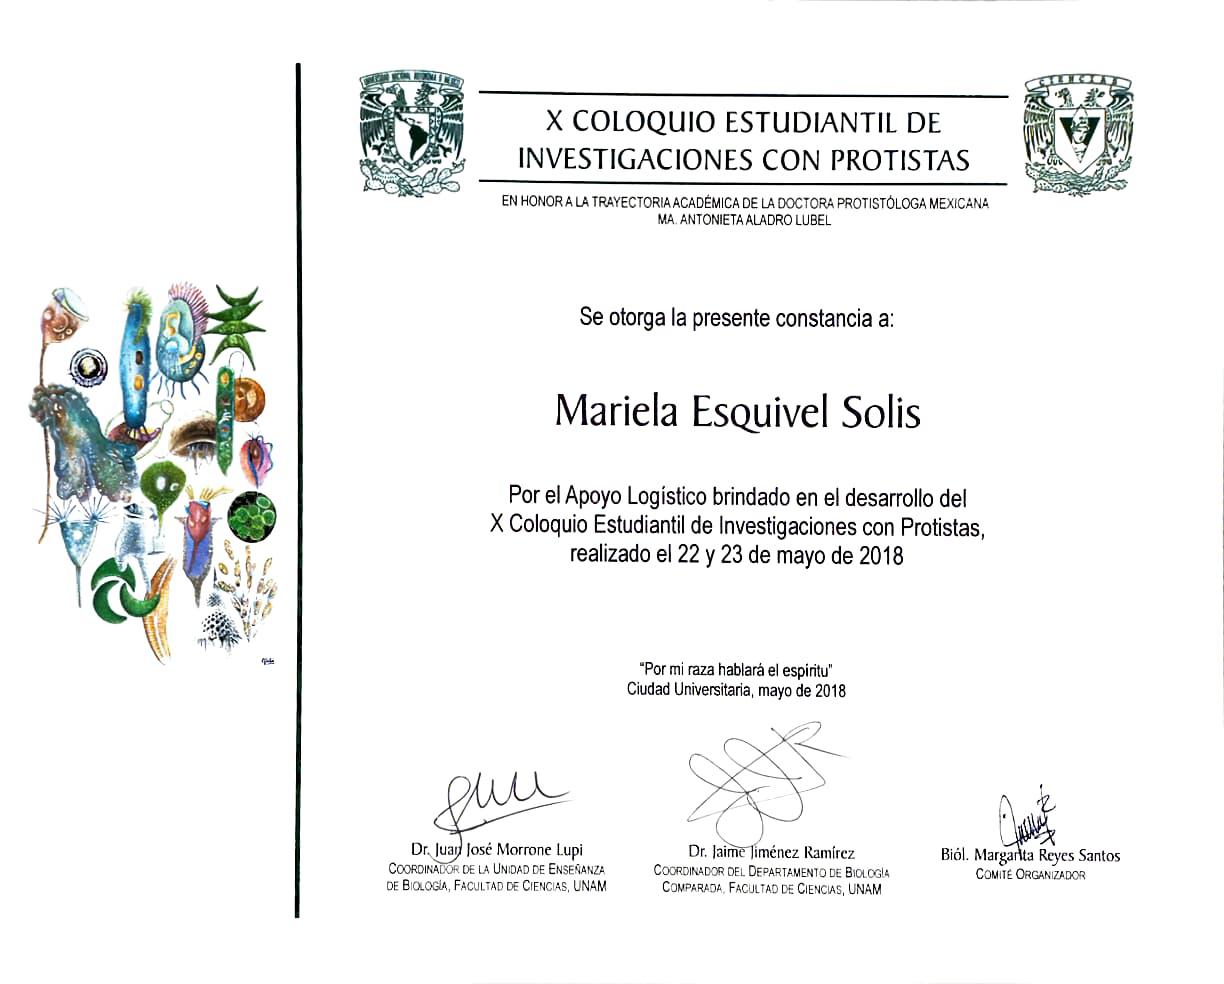 UNIVERSIDAD NACIONAL AUTÓNOMA D MEXICO
CIENCIAS
X COLOQUIO ESTUDIANTIL DE
INVESTIGACIONES CON PROTISTAS
EN HONOR A LA TRAYECTORIA ACADÉMICA DE LA DOCTORA PROTISTÓLOGA MEXICANA
MA. ANTONIETA ALADRO LUBEL
Se otorga la presente constancia a:
Mariela Esquivel Solis
Por el Apoyo Logístico brindado en el desarrollo del
X Coloquio Estudiantil de Investigaciones con Protistas,
realizado el 22 y 23 de mayo de 2018
“Por mi raza hablará el espiritu”
Ciudad Universitaria, mayo de 2018
Dr. Juan José Morrone Lupi
COORDINADOR DE LA UNIDAD DE ENSEÑANZA
DE BIOLOGÍA, FACULTAD DE CIENCIAS, UNAM
Dr. Jaime Jiménez Ramírez
COORDINADOR DEL DEPARTAMENTO DE BIOLOGÍA
COMPARADA, FACULTAD DE CIENCIAS, UNAM
Biól. Margarita Reyes Santos
COMITÉ ORGANIZADOR